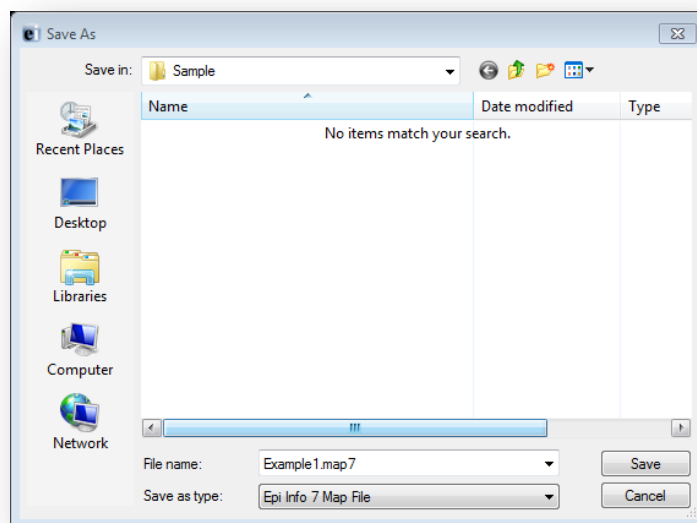 Save As
Save in: Sample
Name Date modified Type
No items match your search.
Recent Places
Desktop
Libraries
Computer
Network
File name: Example1.map7 Save
Save as type: Epi Info 7 Map File Cancel